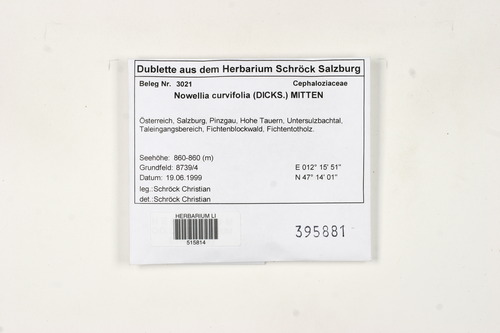 Dublette aus dem Herbarium Schröck Salzburg
Beleg Nr. 3021 Cephaloziaceae
Nowellia curvifolia (DICKS.) MITTEN
Österreich, Salzburg, Pinzgau, Hohe Tauern, Untersulzbachtal,
Taleingangsbereich, Fichtenblockwald, Fichtentotholz.
Seehöhe: 860-860 (m)
Grundfeld: 8739/4 E 012° 15' 51"
Datum: 19.06.1999 N 47° 14' 01"
leg.:Schröck Christian
det.:Schröck Christian
HERBARIUM LI
515814
395881